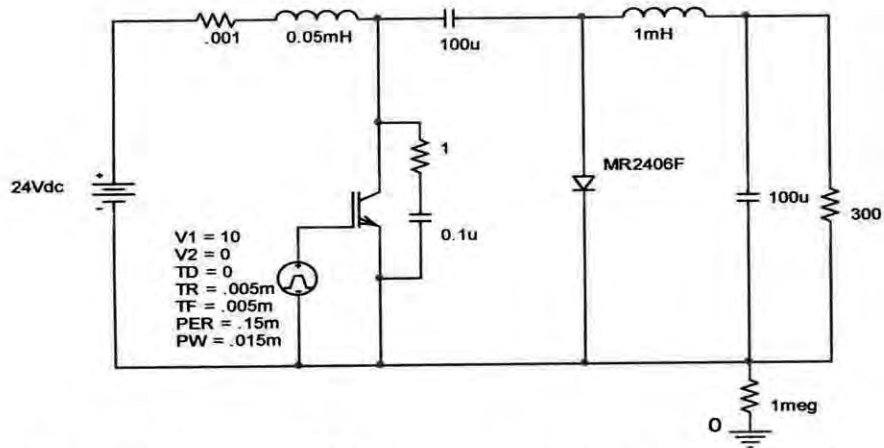 .001
0.05mH
100u
1mH
24Vdc
+
-
1
0.1u
MR2406F
100u
300
V1 = 10
V2 = 0
TD = 0
TR = .005m
TF = .005m
PER = .15m
PW = .015m
+
-
1meg
0